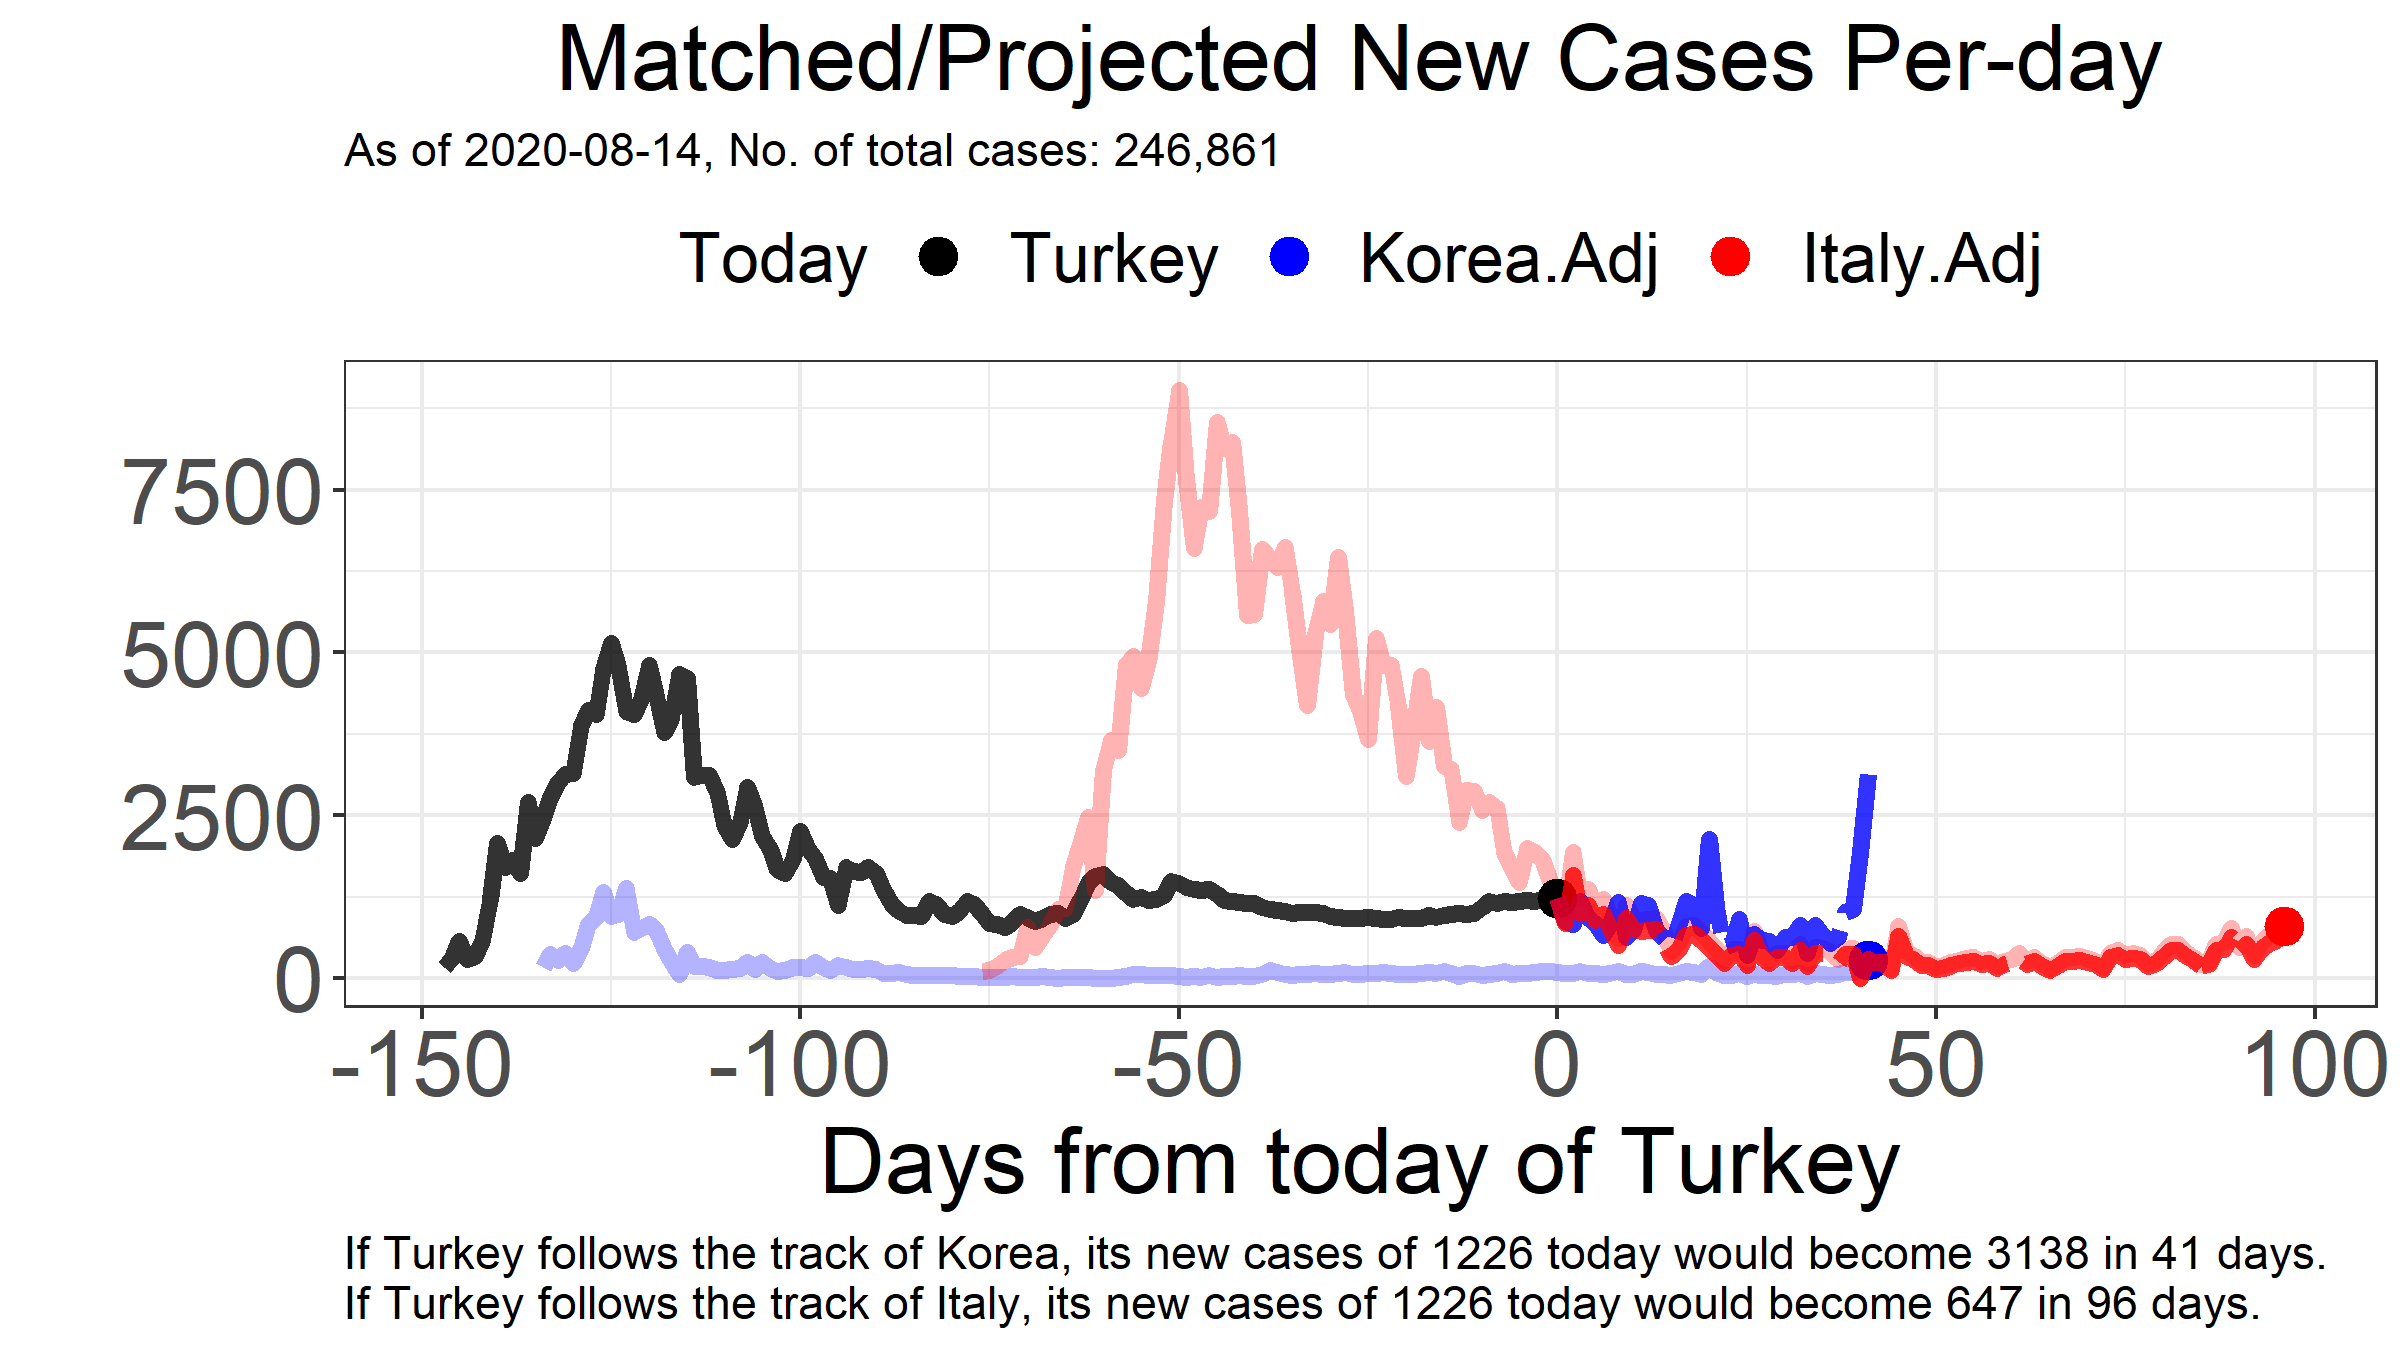 Matched/Projected New Cases Per-day
As of 2020-08-14, No. of total cases: 246,861
Today Turkey Korea.Adj Italy.Adj
7500
5000
2500
0
-150 -100 -50 0 50 100
Days from today of Turkey
If Turkey follows the track of Korea, its new cases of 1226 today would become 3138 in 41 days.
If Turkey follows the track of Italy, its new cases of 1226 today would become 647 in 96 days.